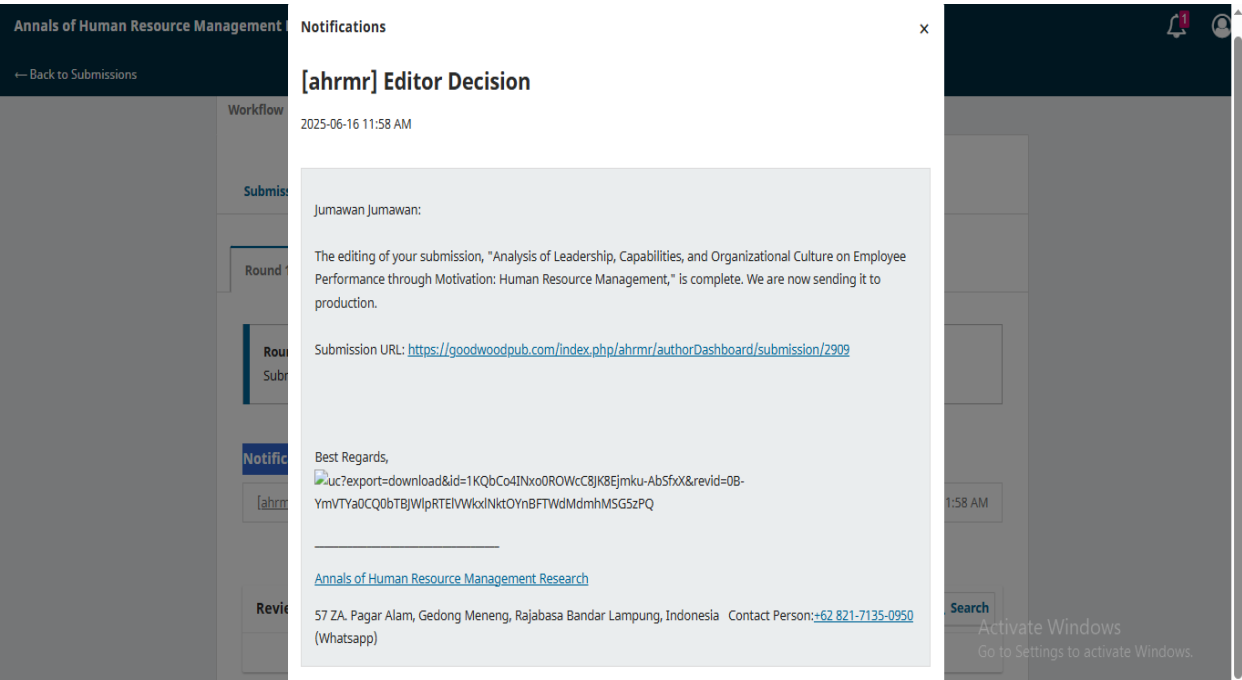 Annals of Human Resource Management
Notifications
1
← Back to Submissions
[ahrmr] Editor Decision
Workflow
2025-06-16 11:58 AM
Jumawan Jumawan:
The editing of your submission, "Analysis of Leadership, Capabilities, and Organizational Culture on Employee
Performance through Motivation: Human Resource Management," is complete. We are now sending it to
production.
Round
Submission URL: https://goodwoodpub.com/index.php/ahrmr/authorDashboard/submission/2909
Best Regards,
uc?export=download&id=1KQbCo4INxo0ROWcC8JK8Ejmku-AbSfxX&revid=0B-
YmVTYa0CQ0bTBJWlpRTElVWkxlNktOYnBFTWdMdmhMSG5zPQ
1:58 AM
Annals of Human Resource Management Research
57 ZA. Pagar Alam, Gedong Meneng, Rajabasa Bandar Lampung, Indonesia Contact Person:+62 821-7135-0950
(Whatsapp)
Search
Activate Windows
Go to Settings to activate Windows.